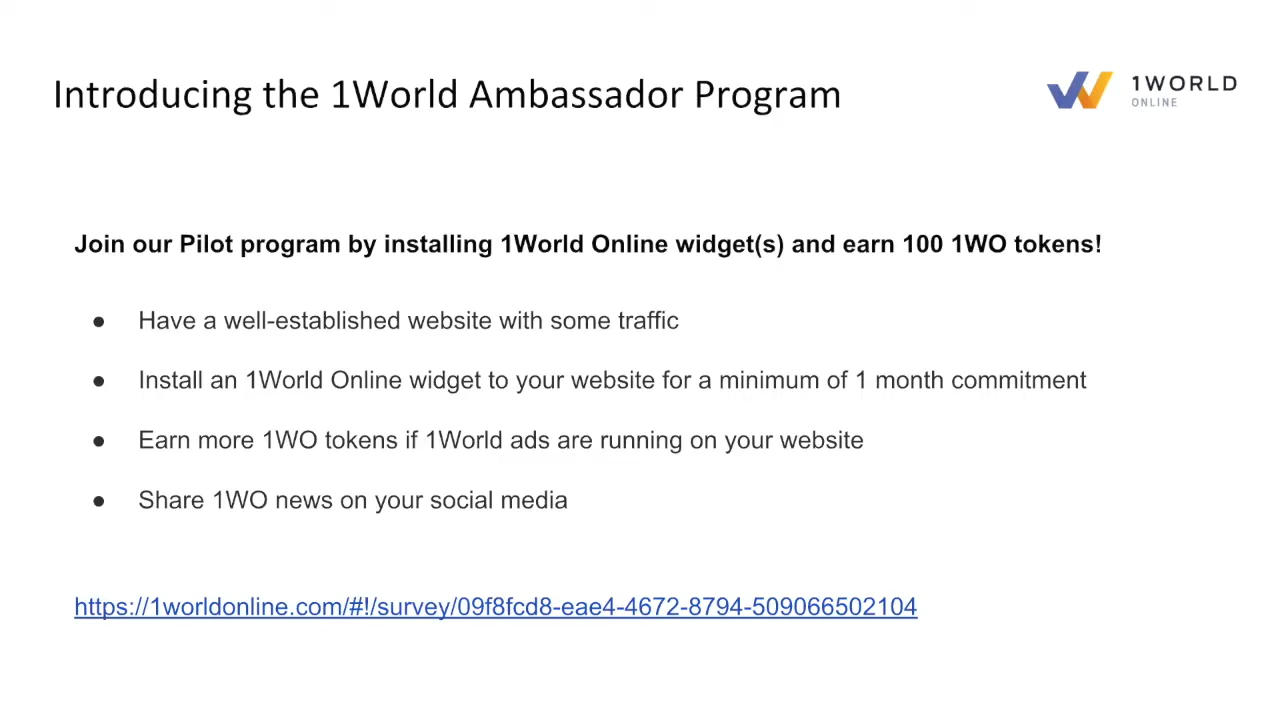 Introducing the 1World Ambassador Program
1WORLD
ONLINE
Join our Pilot program by installing 1World Online widget(s) and earn 100 1WO tokens!
● Have a well-established website with some traffic
● Install an 1World Online widget to your website for a minimum of 1 month commitment
● Earn more 1WO tokens if 1World ads are running on your website
● Share 1WO news on your social media
https://1worldonline.com/#!/survey/09f8fcd8-eae4-4672-8794-509066502104